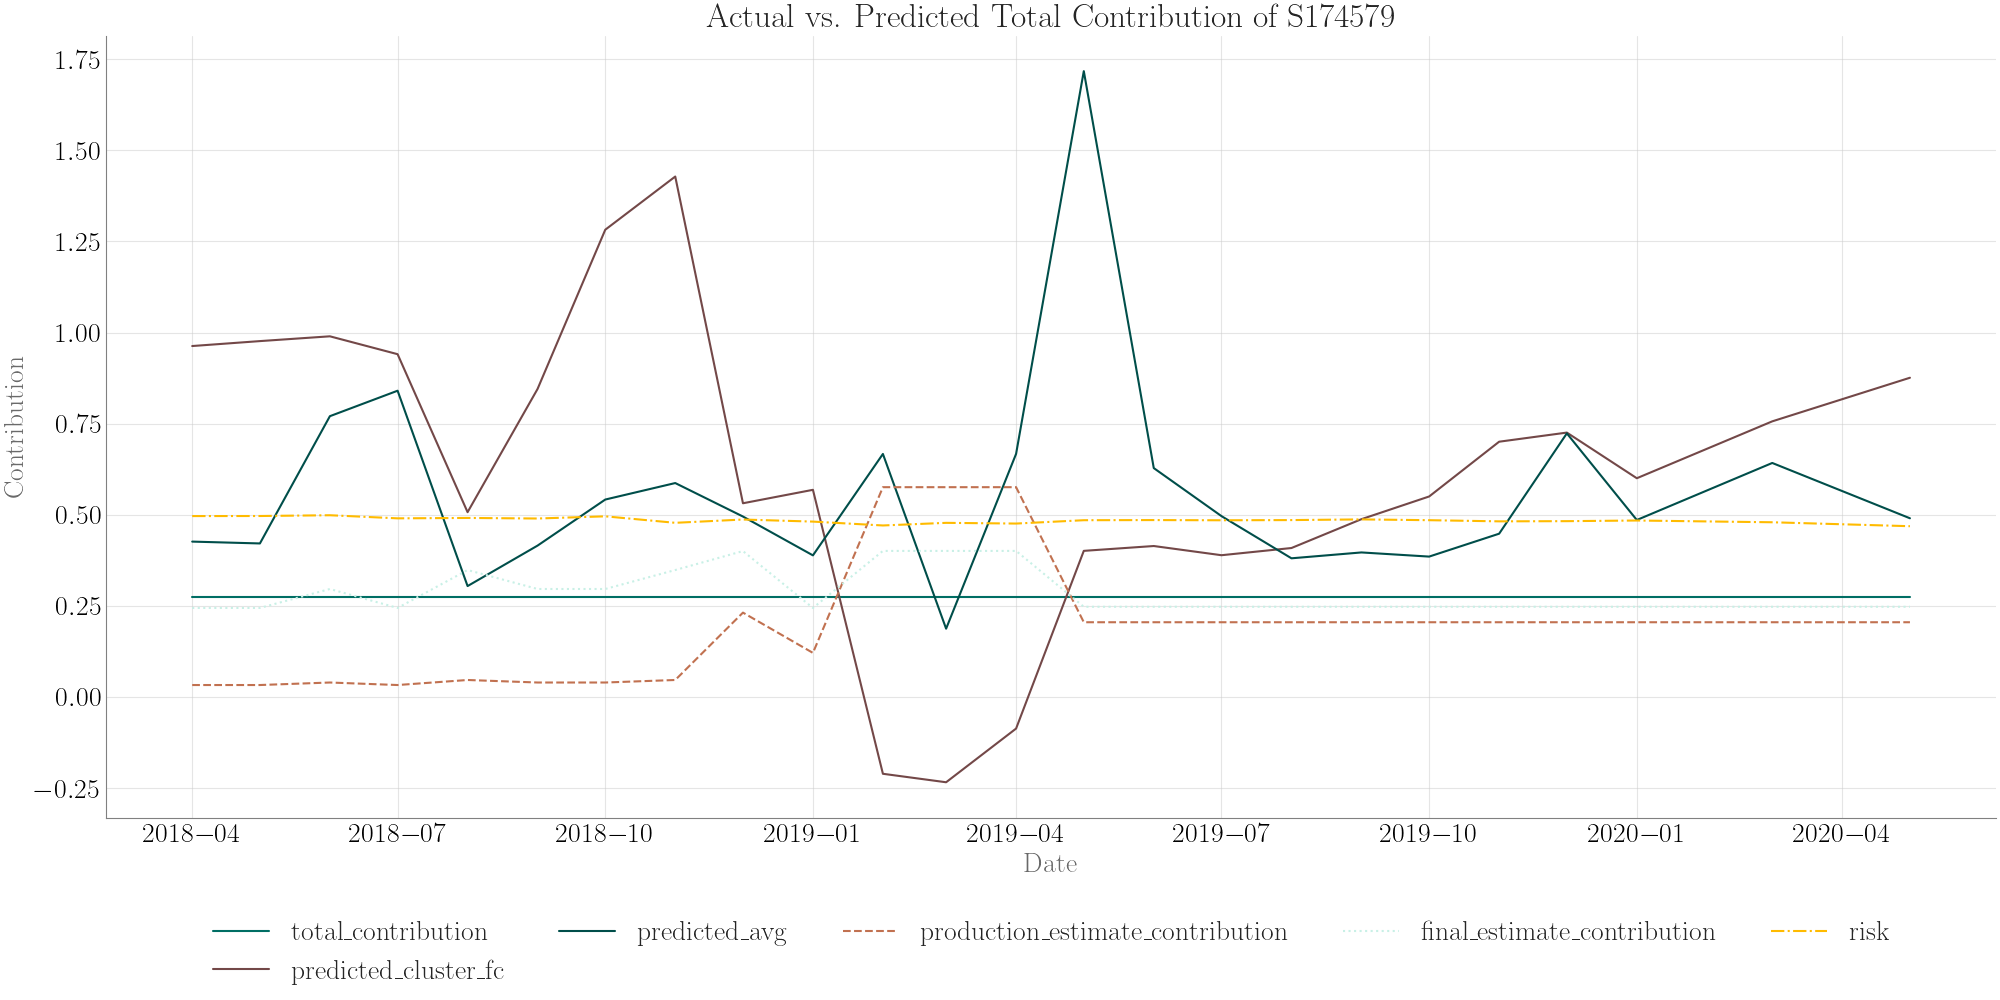 Actual vs. Predicted Total Contribution of S174579
1.75
1.50
1.25
1.00
0.75
0.50
0.25
0.00
−0.25
Contribution
2018−04 2018−07 2018−10 2019−01 2019−04 2019−07 2019−10 2020−01 2020−04
Date
total_contribution predicted_avg production_estimate_contribution final_estimate_contribution risk
predicted_cluster_fc